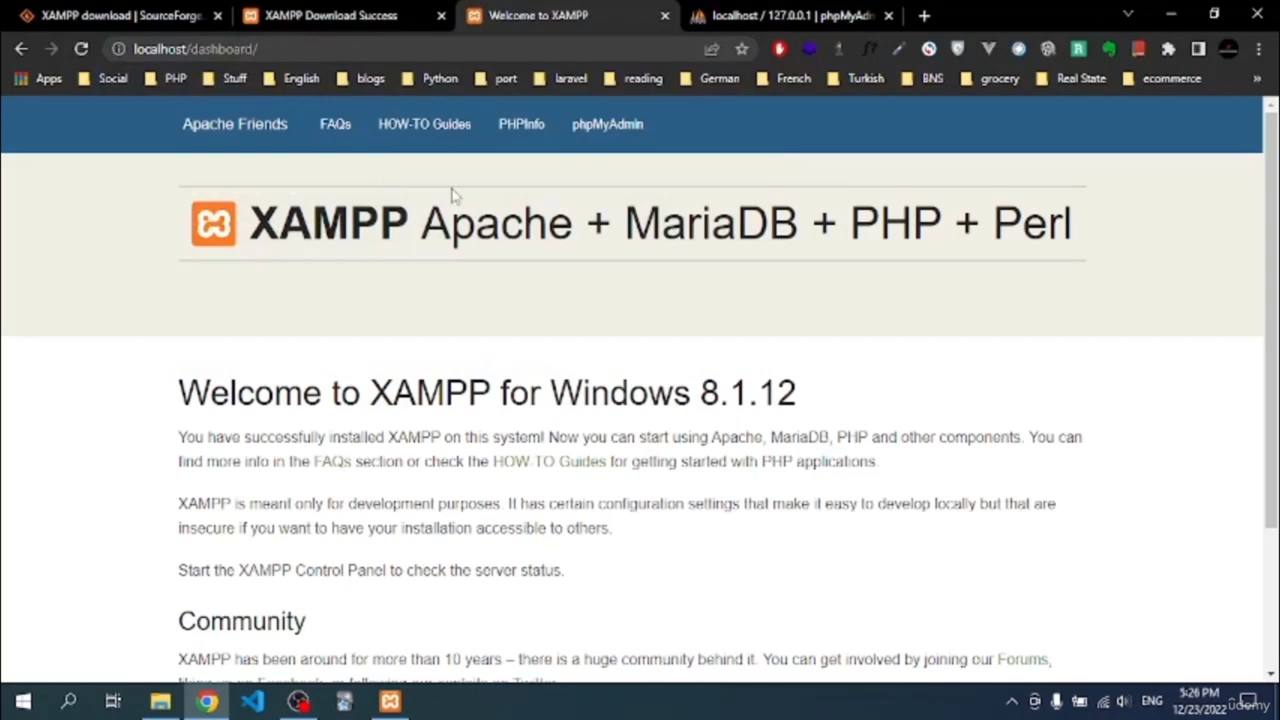 XAMPP download | SourceForge.
XAMPP Download Success
Welcome to XAMPP
localhost / 127.0.0.1 | phpMyAdm
localhost/dashboard/
Apps
Social
PHP
Stuff
English
blogs
Python
port
laravel
reading
German
French
Turkish
BNS
grocery
Real State
ecommerce
Apache Friends
FAQs
HOW-TO Guides
PHPInfo
phpMyAdmin
XAMPP Apache + MariaDB + PHP + Perl
Welcome to XAMPP for Windows 8.1.12
You have successfully installed XAMPP on this system! Now you can start using Apache, MariaDB, PHP and other components. You can
find more info in the FAQs section or check the HOW-TO Guides for getting started with PHP applications.
XAMPP is meant only for development purposes. It has certain configuration settings that make it easy to develop locally but that are
insecure if you want to have your installation accessible to others.
Start the XAMPP Control Panel to check the server status.
Community
XAMPP has been around for more than 10 years – there is a huge community behind it. You can get involved by joining our Forums,
ENG
5:26 PM
12/23/2022
udemy